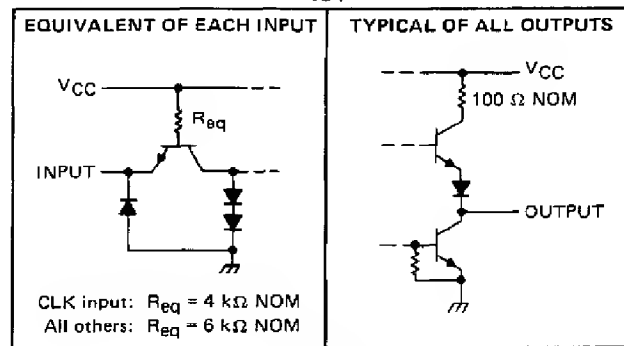 EQUIVALENT OF EACH INPUT
VCC
Req
INPUT
CLK input: Req = 4 kΩ NOM
All others: Req = 6 kΩ NOM
TYPICAL OF ALL OUTPUTS
VCC
100 Ω NOM
OUTPUT